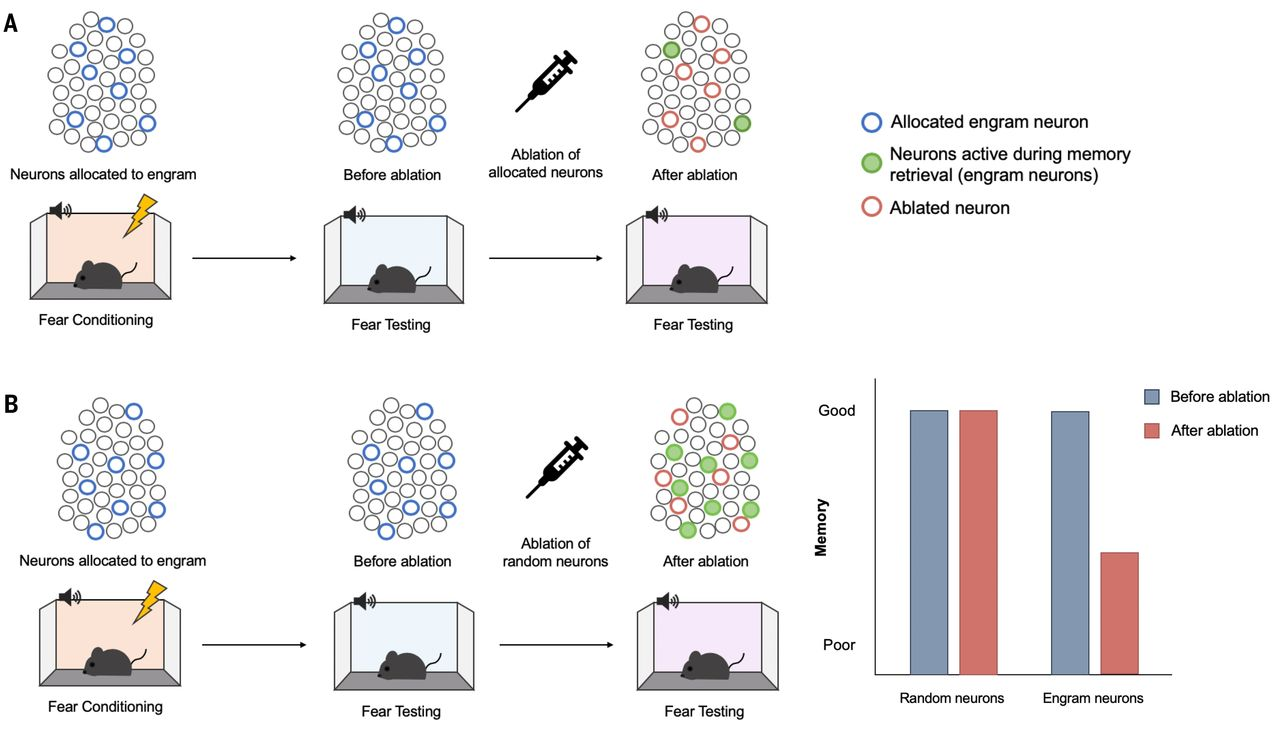 A
Neurons allocated to engram
Before ablation
Ablation of
allocated neurons
After ablation
Fear Conditioning
Fear Testing
Fear Testing
Allocated engram neuron
Neurons active during memory
retrieval (engram neurons)
Ablated neuron
B
Neurons allocated to engram
Before ablation
Ablation of
random neurons
After ablation
Fear Conditioning
Fear Testing
Fear Testing
Good
Memory
Poor
Random neurons
Engram neurons
Before ablation
After ablation